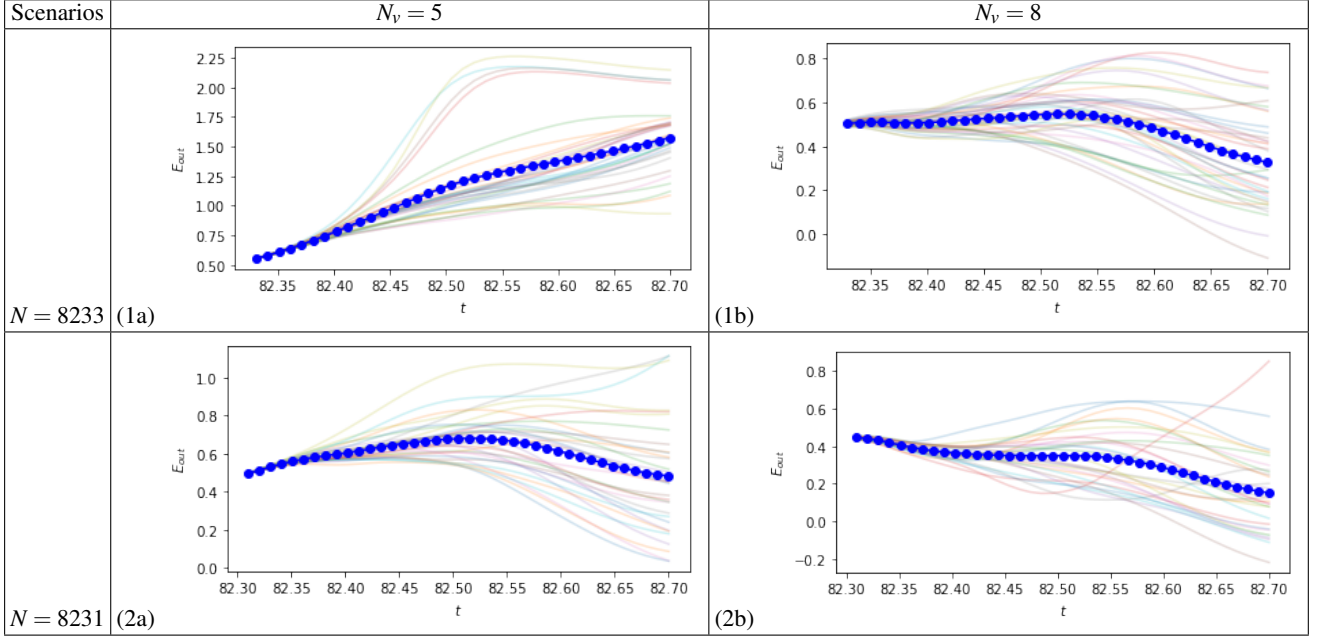 Scenarios
N_v = 5
N_v = 8
N = 8233
(1a)
2.25
2.00
1.75
1.50
1.25
1.00
0.75
0.50
E_out
82.35 82.40 82.45 82.50 82.55 82.60 82.65 82.70
t
(1b)
0.8
0.6
0.4
0.2
0.0
E_out
82.35 82.40 82.45 82.50 82.55 82.60 82.65 82.70
t
N = 8231
(2a)
1.0
0.8
0.6
0.4
0.2
0.0
E_out
82.30 82.35 82.40 82.45 82.50 82.55 82.60 82.65 82.70
t
(2b)
0.8
0.6
0.4
0.2
0.0
−0.2
E_out
82.30 82.35 82.40 82.45 82.50 82.55 82.60 82.65 82.70
t